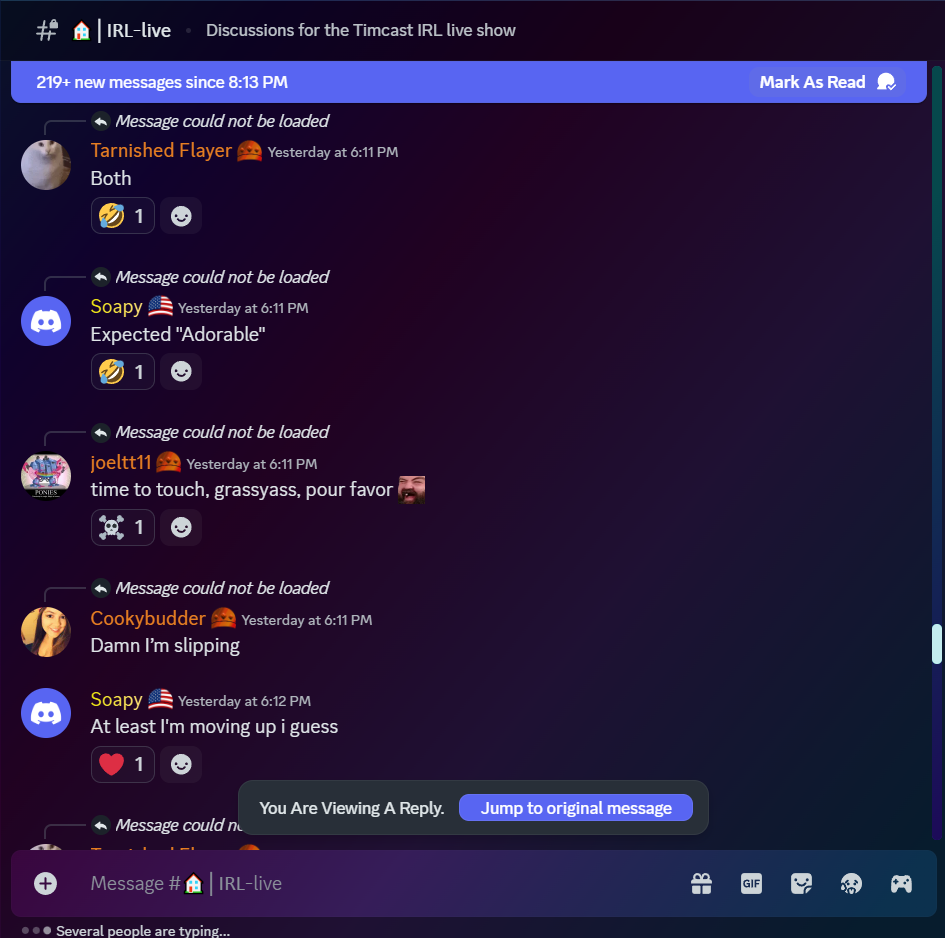 IRL-live Discussions for the Timcast IRL live show
219+ new messages since 8:13 PM Mark As Read
Message could not be loaded
Tarnished Flayer Yesterday at 6:11 PM
Both
1
Message could not be loaded
Soapy Yesterday at 6:11 PM
Expected "Adorable"
1
Message could not be loaded
joeltt11 Yesterday at 6:11 PM
PONIES
time to touch, grassyass, pour favor
1
Message could not be loaded
Cookybudder Yesterday at 6:11 PM
Damn I’m slipping
Soapy Yesterday at 6:12 PM
At least I'm moving up i guess
1
You Are Viewing A Reply. Jump to original message
Message could
Message # | IRL-live
GIF
Several people are typing...